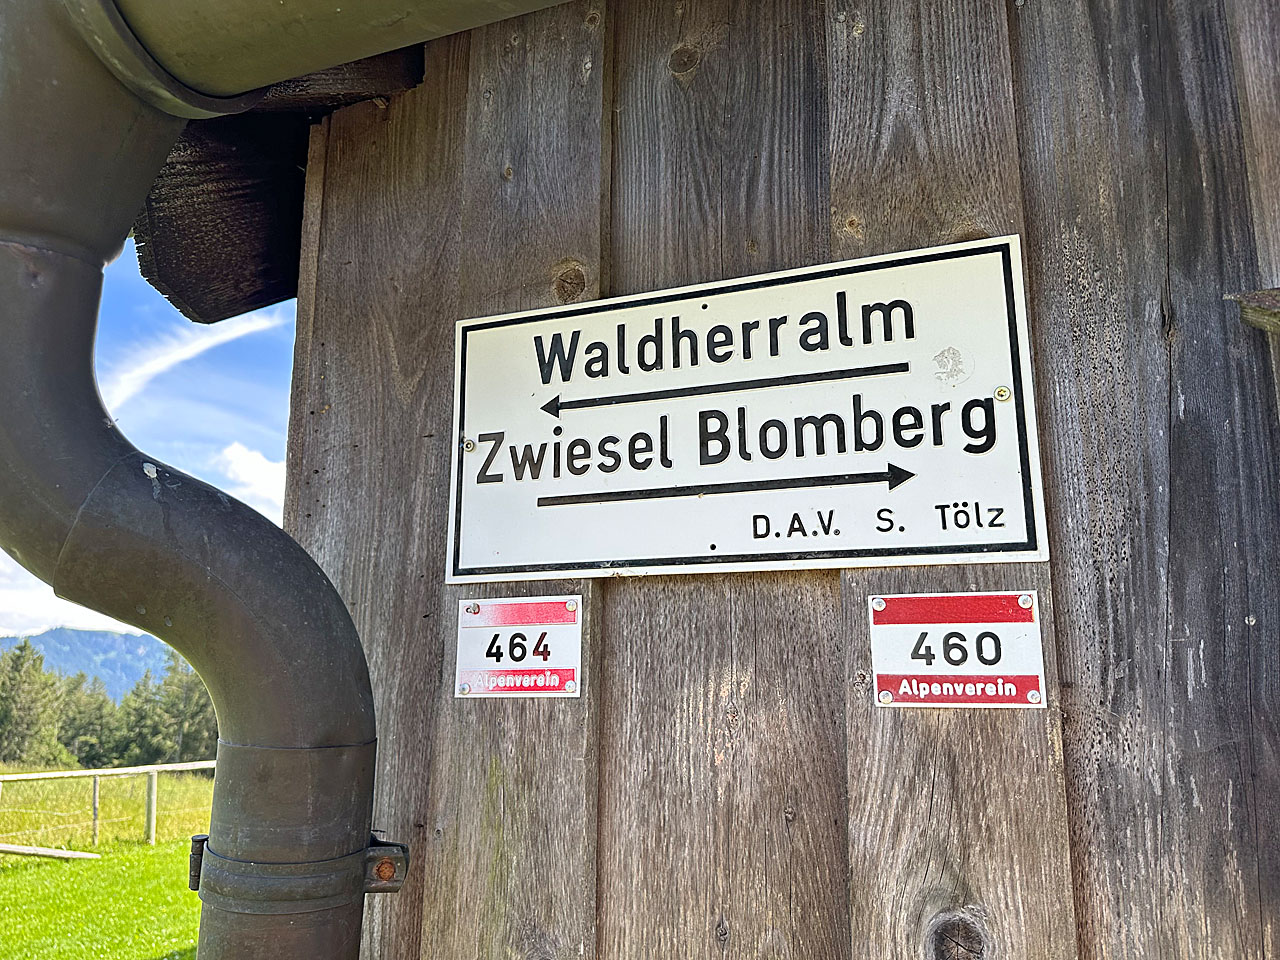 Waldherralm
Zwiesel Blomberg
D.A.V. S. Tölz
464
Alpenverein
460
Alpenverein